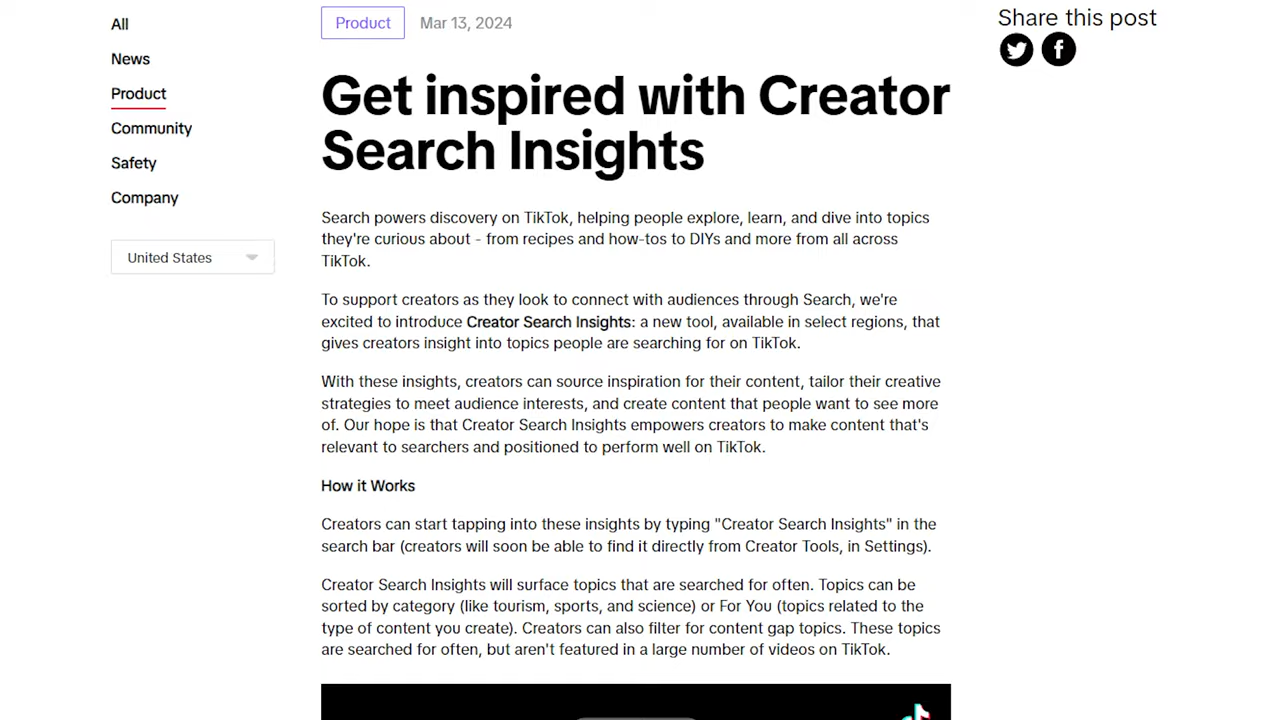 All
News
Product
Community
Safety
Company
United States
Product Mar 13, 2024
Get inspired with Creator
Search Insights
Search powers discovery on TikTok, helping people explore, learn, and dive into topics
they're curious about - from recipes and how-tos to DIYs and more from all across
TikTok.
To support creators as they look to connect with audiences through Search, we're
excited to introduce Creator Search Insights: a new tool, available in select regions, that
gives creators insight into topics people are searching for on TikTok.
With these insights, creators can source inspiration for their content, tailor their creative
strategies to meet audience interests, and create content that people want to see more
of. Our hope is that Creator Search Insights empowers creators to make content that's
relevant to searchers and positioned to perform well on TikTok.
How it Works
Creators can start tapping into these insights by typing "Creator Search Insights" in the
search bar (creators will soon be able to find it directly from Creator Tools, in Settings).
Creator Search Insights will surface topics that are searched for often. Topics can be
sorted by category (like tourism, sports, and science) or For You (topics related to the
type of content you create). Creators can also filter for content gap topics. These topics
are searched for often, but aren't featured in a large number of videos on TikTok.
Share this post